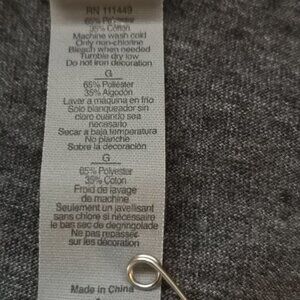 RN 111449
65% Polyester
35% Cotton
Machine wash cold
Only non-chlorine
Bleach when needed
Tumble dry low
Do not iron decoration
G
65% Poliéster
35% Algodón
Lavar a máquina en frío
Solo blanqueador sin
cloro cuando sea
necesario
Secar a baja temperatura
No planche
Sobre la decoración
G
65% Polyester
35% Coton
Froid de lavage
de machine
Seulement un javellisant
sans chlore si nécessaire
le bas sec de dégringolade
Ne pas repasser
sur les décoration
Made in China